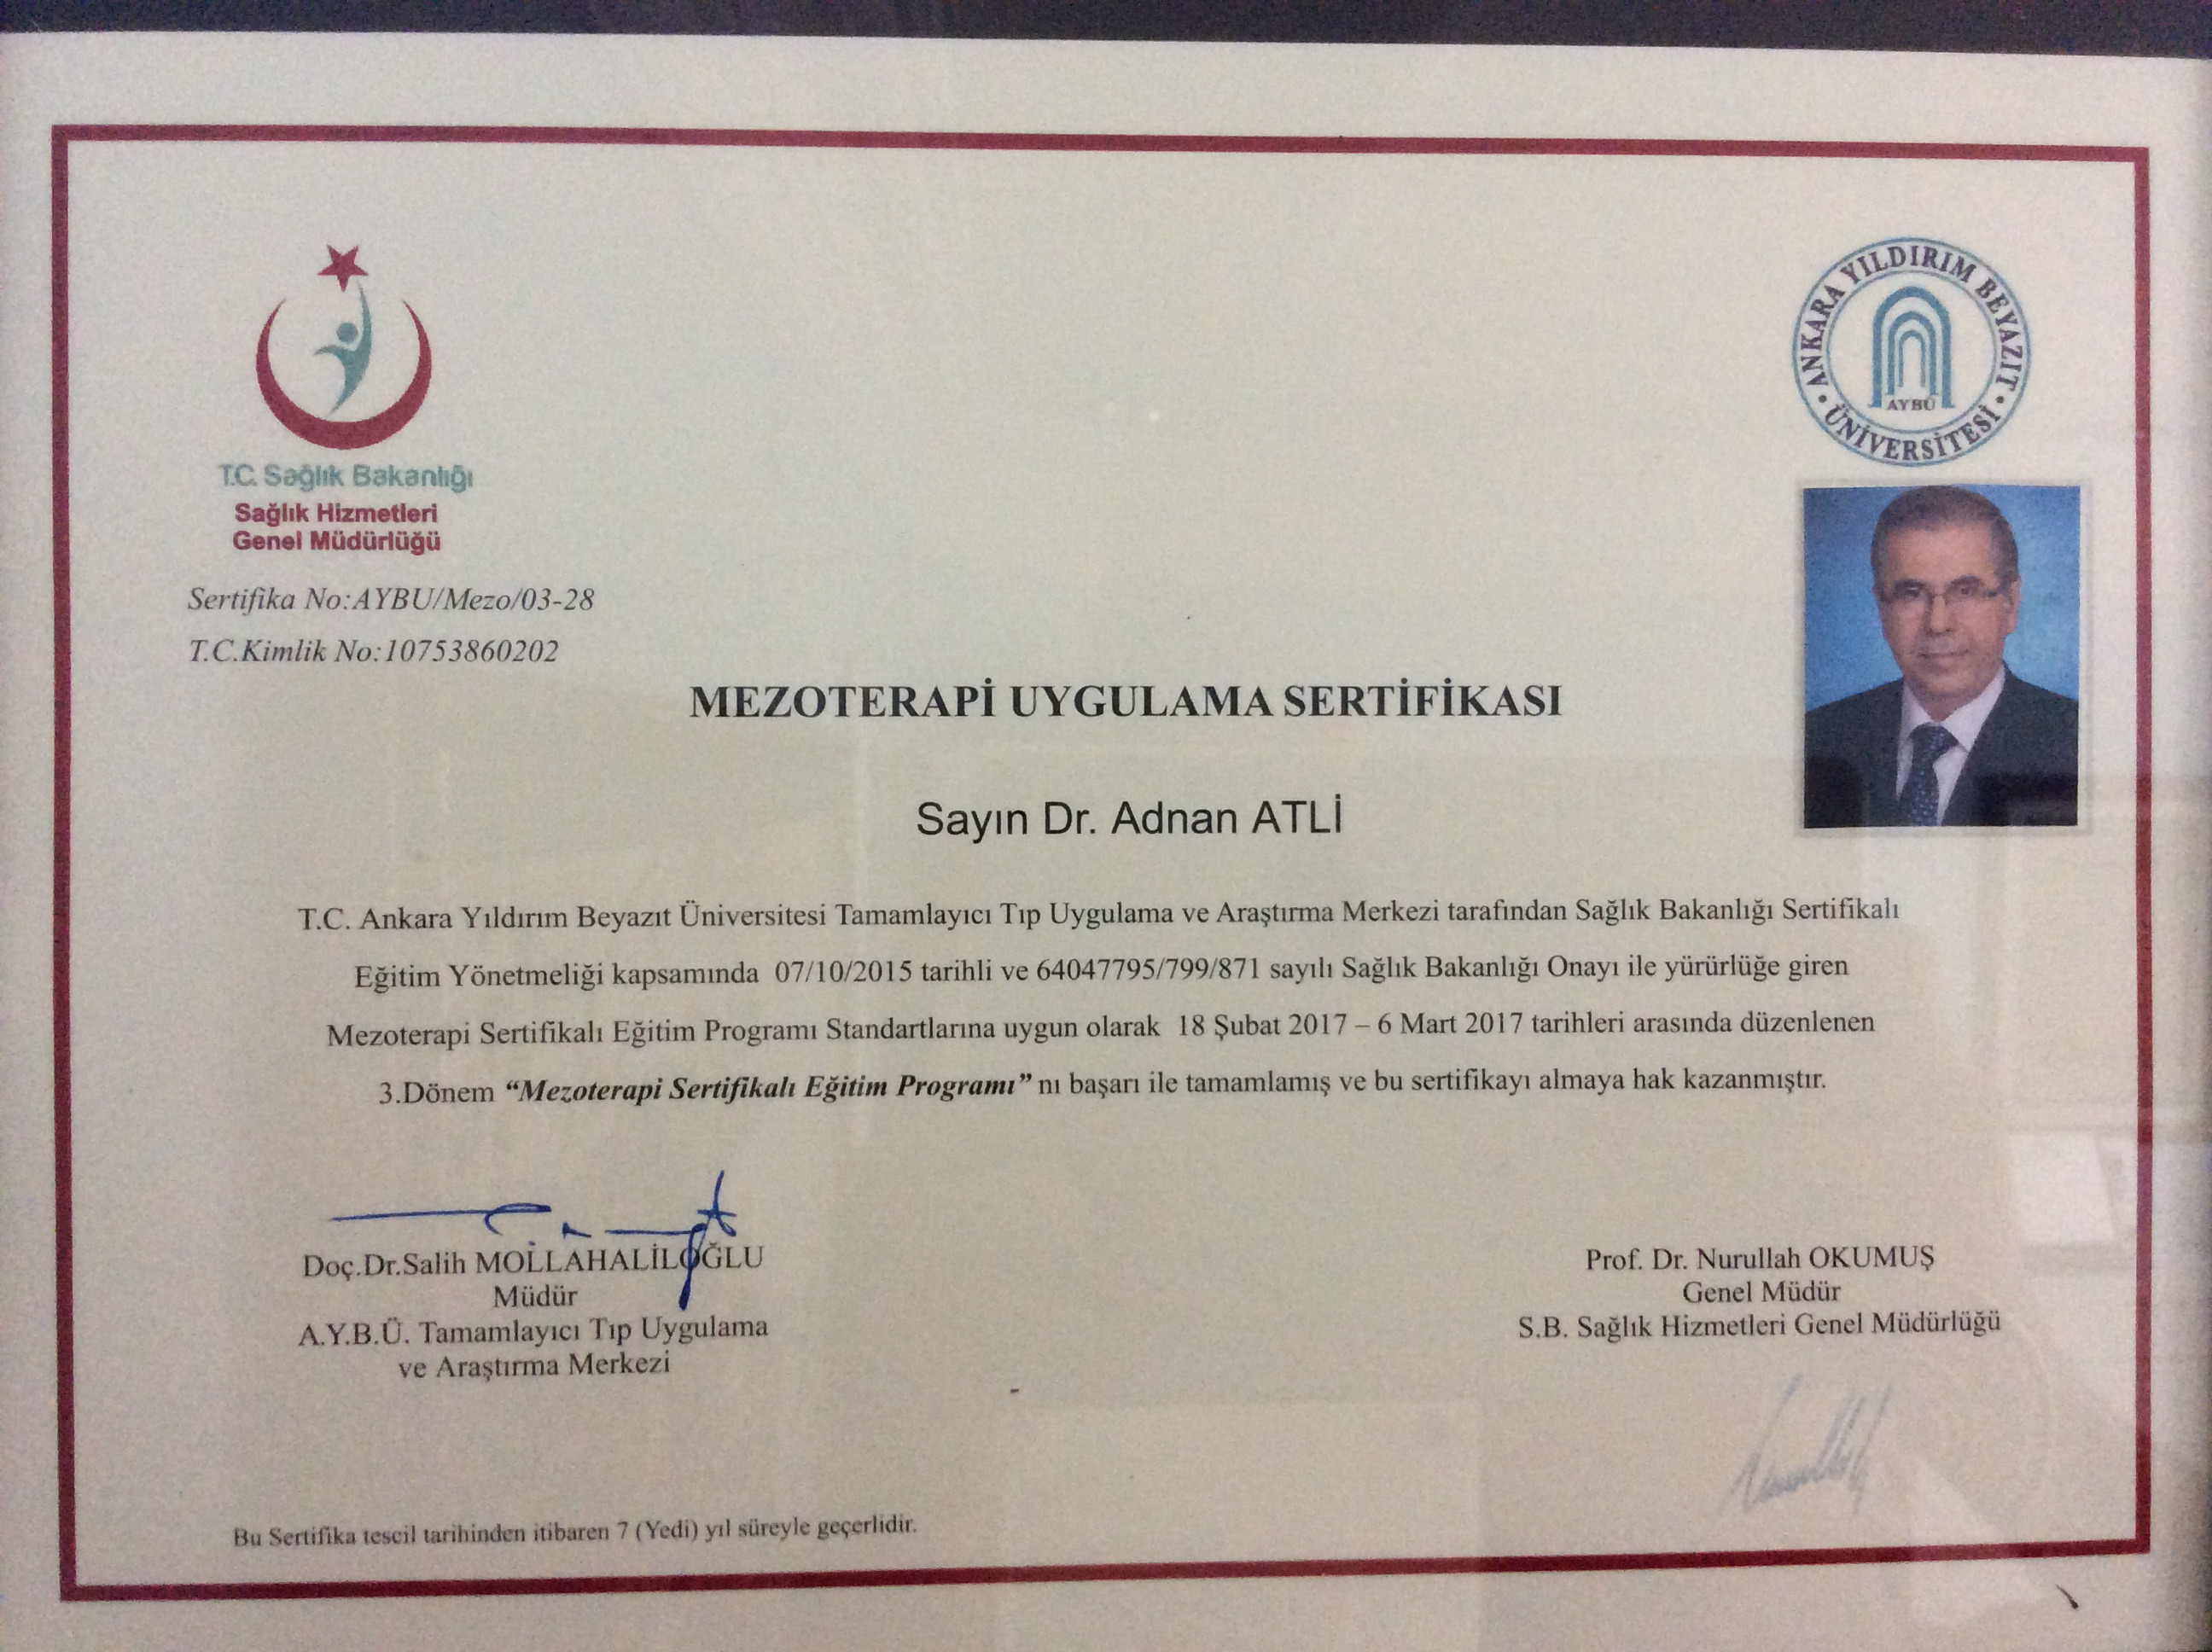 T.C. Sağlık Bakanlığı
Sağlık Hizmetleri
Genel Müdürlüğü
ANKARA YILDIRIM BEYAZIT
ÜNİVERSİTESİ
AYBÜ
Sertifika No:AYBU/Mezo/03-28
T.C.Kimlik No:10753860202
MEZOTERAPİ UYGULAMA SERTİFİKASI
Sayın Dr. Adnan ATLİ
T.C. Ankara Yıldırım Beyazıt Üniversitesi Tamamlayıcı Tıp Uygulama ve Araştırma Merkezi tarafından Sağlık Bakanlığı Sertifikalı
Eğitim Yönetmeliği kapsamında 07/10/2015 tarihli ve 64047795/799/871 sayılı Sağlık Bakanlığı Onayı ile yürürlüğe giren
Mezoterapi Sertifikalı Eğitim Programı Standartlarına uygun olarak 18 Şubat 2017 – 6 Mart 2017 tarihleri arasında düzenlenen
3.Dönem “Mezoterapi Sertifikalı Eğitim Programı” nı başarı ile tamamlamış ve bu sertifikayı almaya hak kazanmıştır.
Doç.Dr.Salih MOLLAHALİLOĞLU
Müdür
A.Y.B.Ü. Tamamlayıcı Tıp Uygulama
ve Araştırma Merkezi
Prof. Dr. Nurullah OKUMUŞ
Genel Müdür
S.B. Sağlık Hizmetleri Genel Müdürlüğü
Bu Sertifika tescil tarihinden itibaren 7 (Yedi) yıl süreyle geçerlidir.